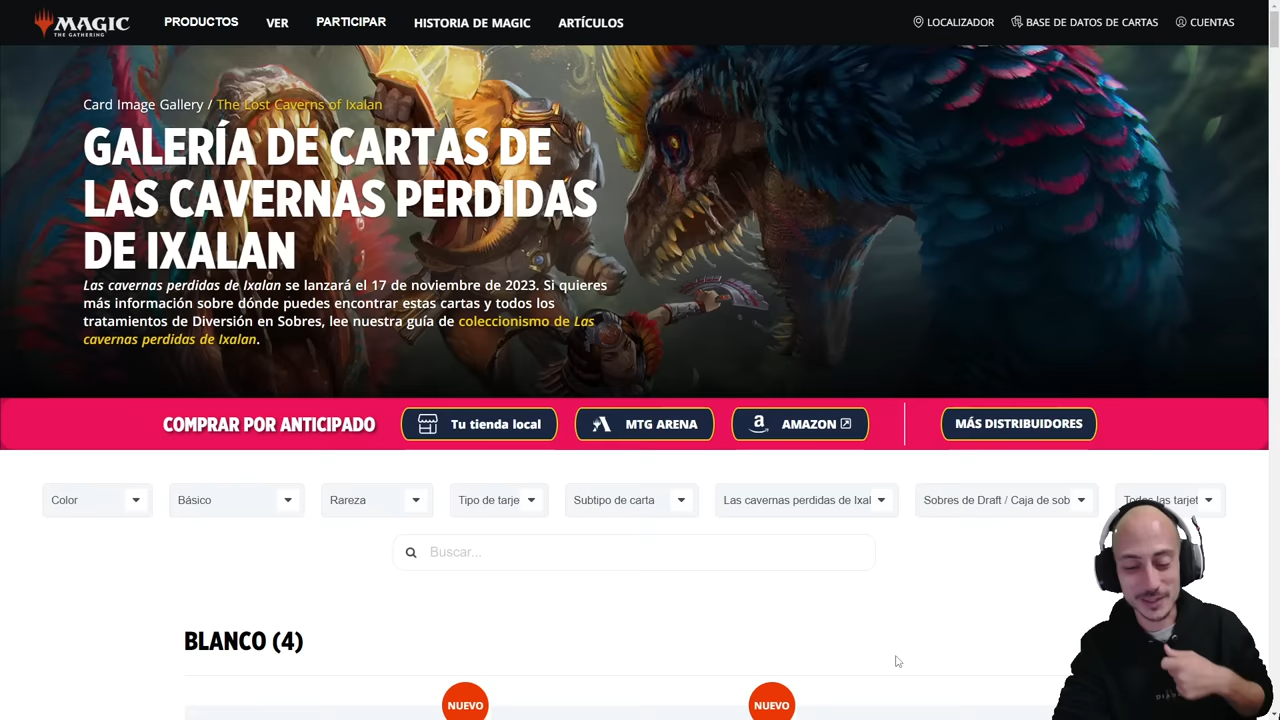 MAGIC
THE GATHERING
PRODUCTOS
VER
PARTICIPAR
HISTORIA DE MAGIC
ARTÍCULOS
LOCALIZADOR
BASE DE DATOS DE CARTAS
CUENTAS
Card Image Gallery / The Lost Caverns of Ixalan
GALERÍA DE CARTAS DE
LAS CAVERNAS PERDIDAS
DE IXALAN
Las cavernas perdidas de Ixalan se lanzará el 17 de noviembre de 2023. Si quieres
más información sobre dónde puedes encontrar estas cartas y todos los
tratamientos de Diversión en Sobres, lee nuestra guía de coleccionismo de Las
cavernas perdidas de Ixalan.
COMPRAR POR ANTICIPADO
Tu tienda local
MTG ARENA
AMAZON
MÁS DISTRIBUIDORES
Color
Básico
Rareza
Tipo de tarje
Subtipo de carta
Las cavernas perdidas de Ixal
Sobres de Draft / Caja de sob
Todas las tarjet
Buscar...
BLANCO (4)
NUEVO
NUEVO